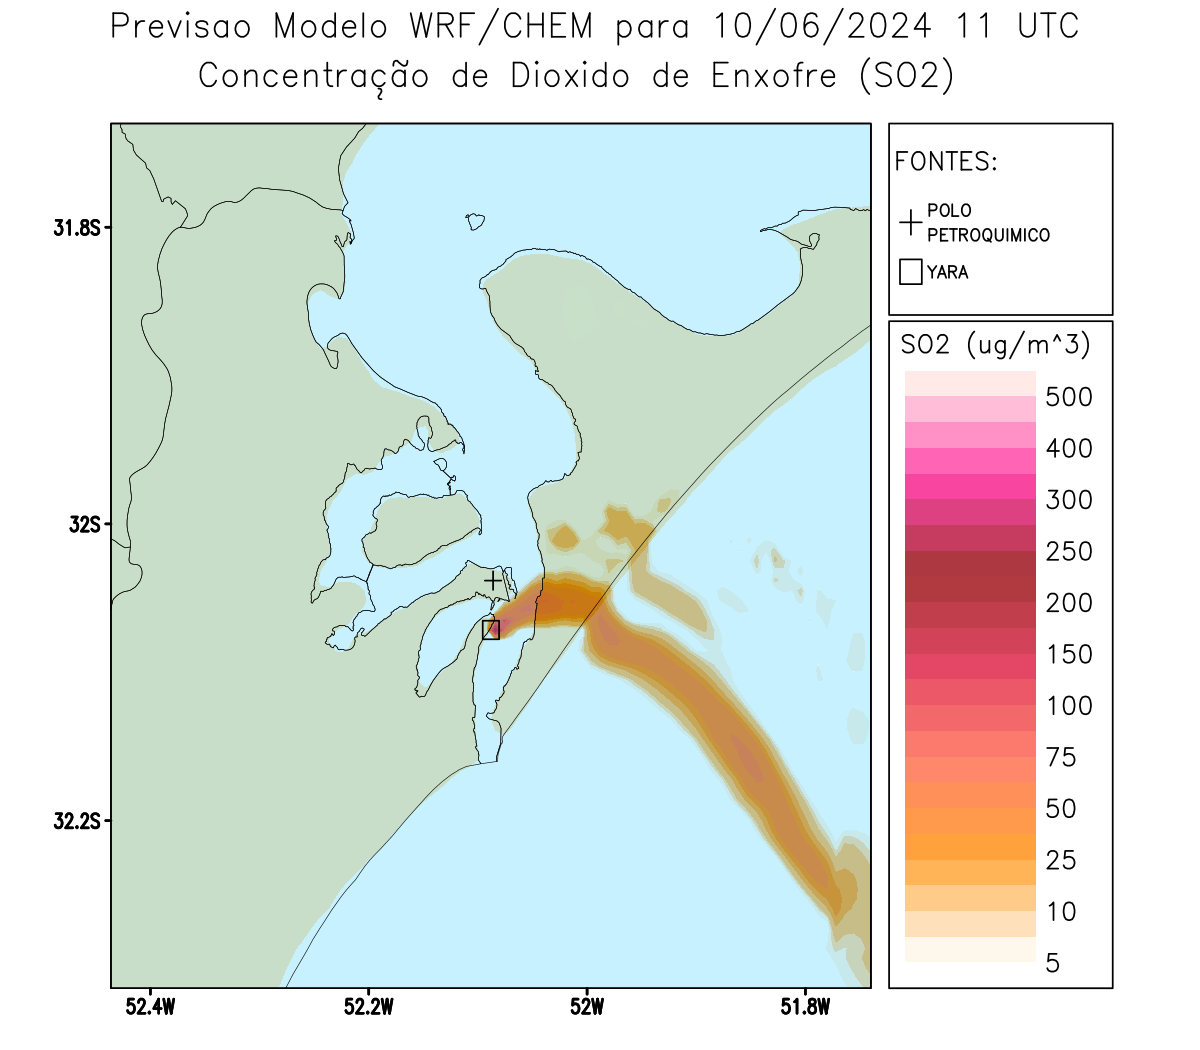 Previsao Modelo WRF/CHEM para 10/06/2024 11 UTC
Concentração de Dioxido de Enxofre (SO2)
FONTES:
POLO
PETROQUIMICO
YARA
31.8S
32S
32.2S
52.4W
52.2W
52W
51.8W
SO2 (ug/m^3)
500
400
300
250
200
150
100
75
50
25
10
5